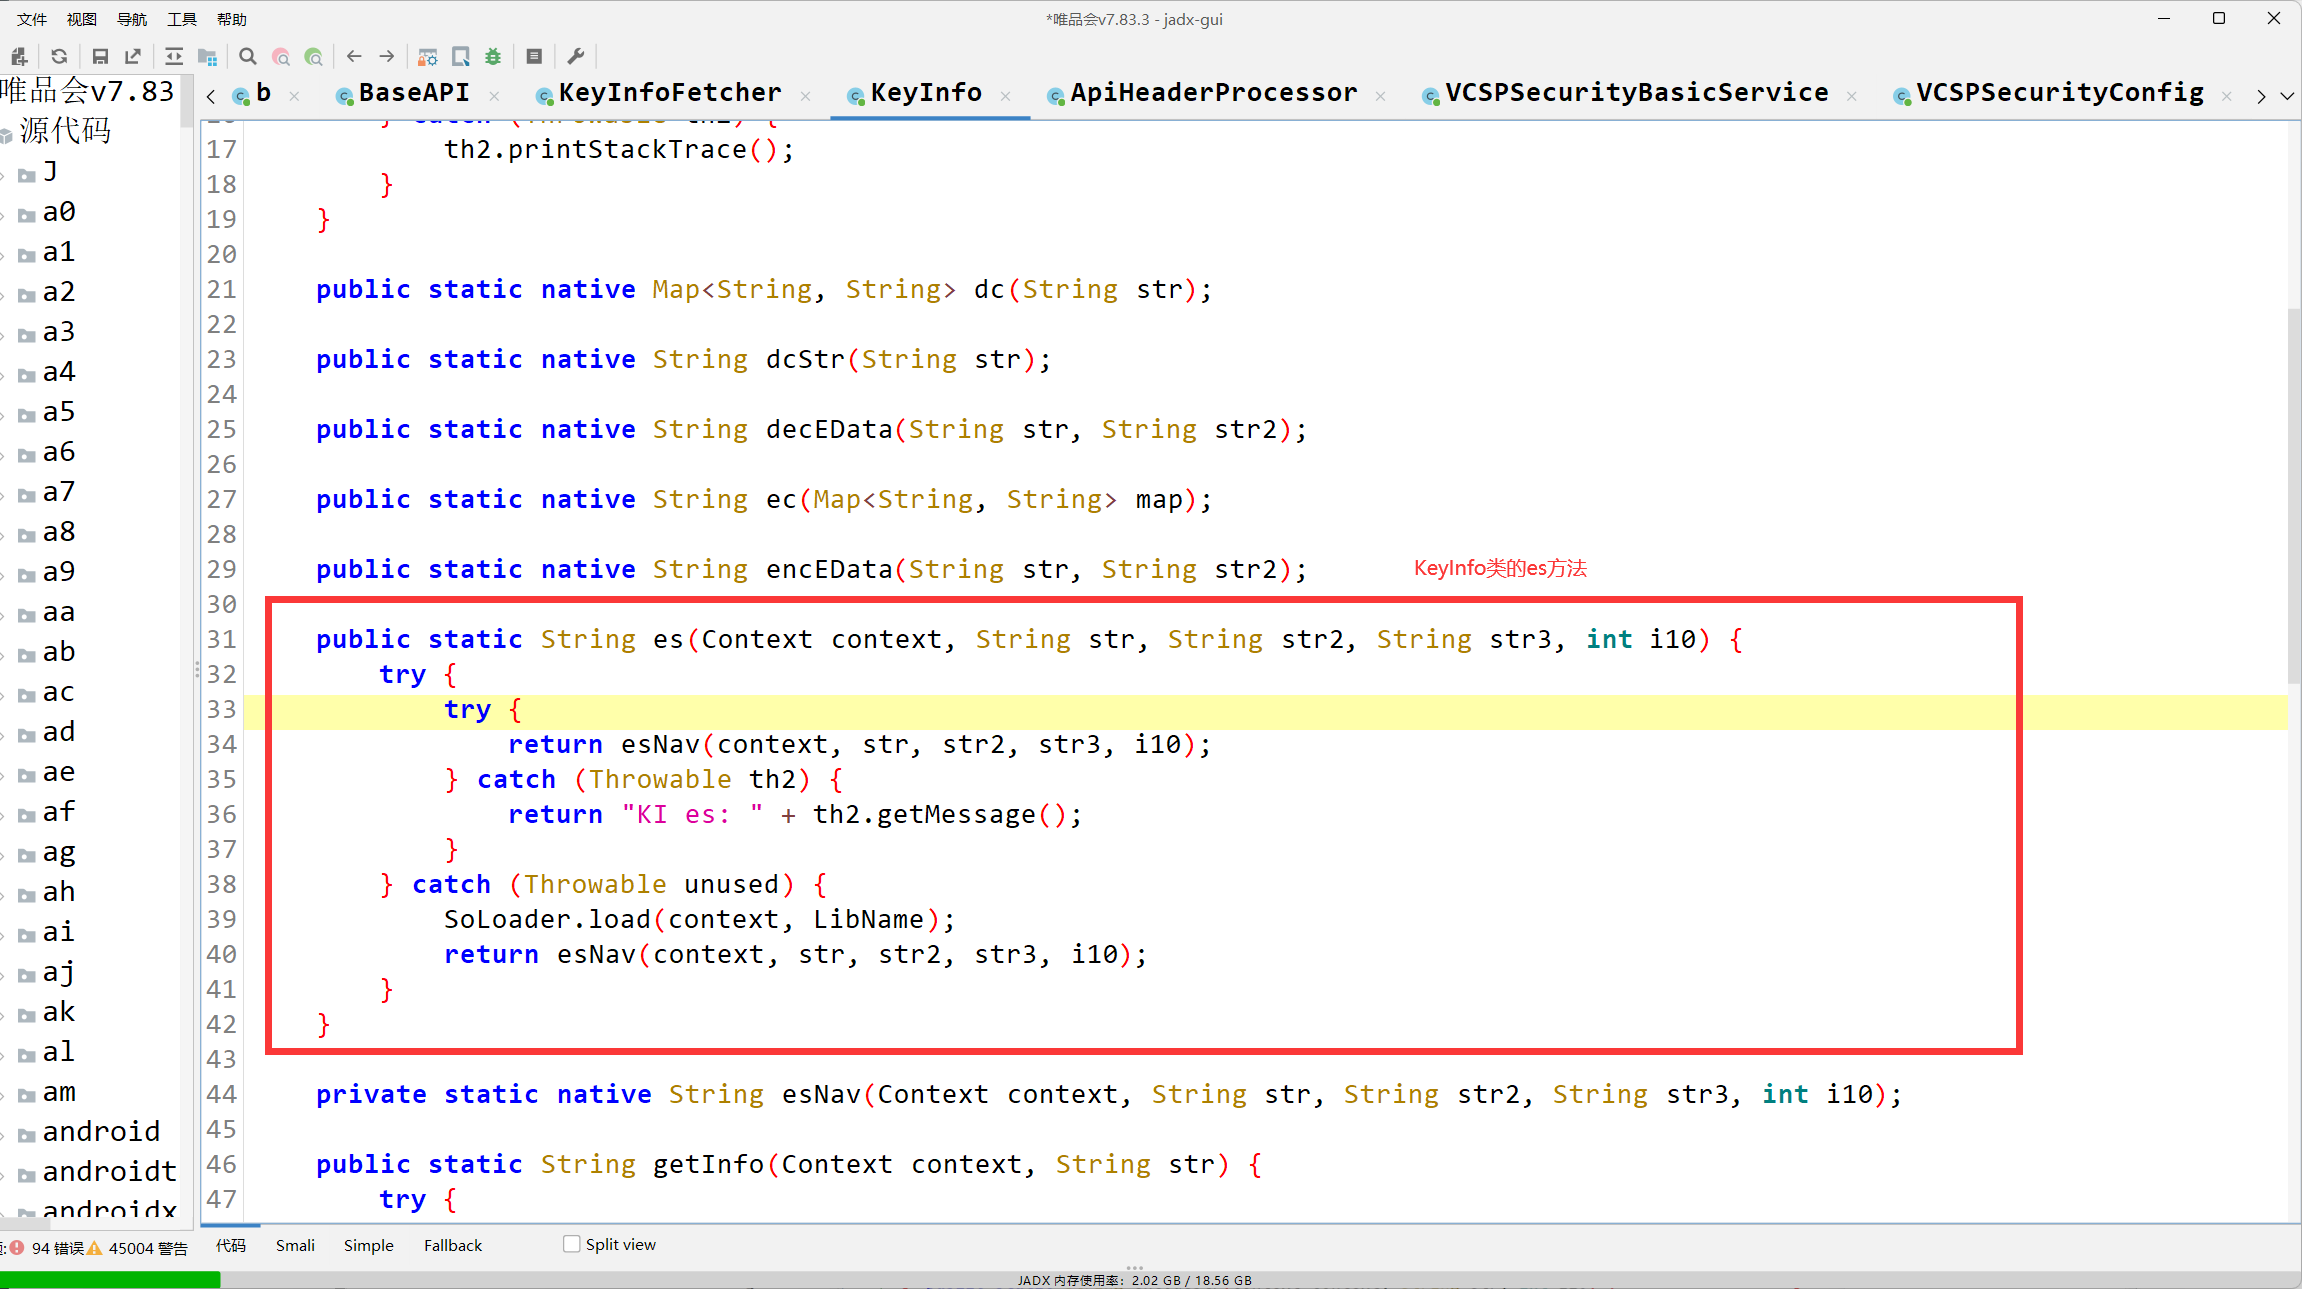 文件 视图 导航 工具 帮助
*唯品会v7.83.3 - jadx-gui
唯品会v7.83
源代码
J
a0
a1
a2
a3
a4
a5
a6
a7
a8
a9
aa
ab
ac
ad
ae
af
ag
ah
ai
aj
ak
al
am
android
androidt
androidx
b BaseAPI KeyInfoFetcher KeyInfo ApiHeaderProcessor VCSPSecurityBasicService VCSPSecurityConfig
16 } catch (Throwable th2) {
17 th2.printStackTrace();
18 }
19 }
20
21 public static native Map<String, String> dc(String str);
22
23 public static native String dcStr(String str);
24
25 public static native String decEData(String str, String str2);
26
27 public static native String ec(Map<String, String> map);
28
29 public static native String encEData(String str, String str2);
KeyInfo类的es方法
30
31 public static String es(Context context, String str, String str2, String str3, int i10) {
32 try {
33 try {
34 return esNav(context, str, str2, str3, i10);
35 } catch (Throwable th2) {
36 return "KI es: " + th2.getMessage();
37 }
38 } catch (Throwable unused) {
39 SoLoader.load(context, LibName);
40 return esNav(context, str, str2, str3, i10);
41 }
42 }
43
44 private static native String esNav(Context context, String str, String str2, String str3, int i10);
45
46 public static String getInfo(Context context, String str) {
47 try {
94 错误 45004 警告
代码 Smali Simple Fallback Split view
JADX 内存使用率: 2.02 GB / 18.56 GB